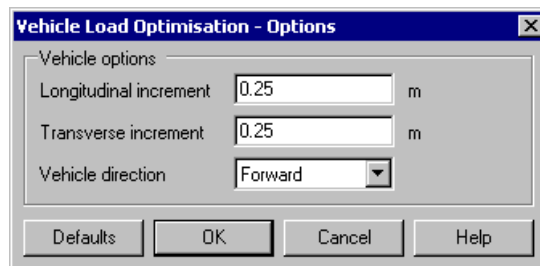 Vehicle Load Optimisation - Options
Vehicle options
Longitudinal increment 0.25 m
Transverse increment 0.25 m
Vehicle direction Forward
Defaults OK Cancel Help